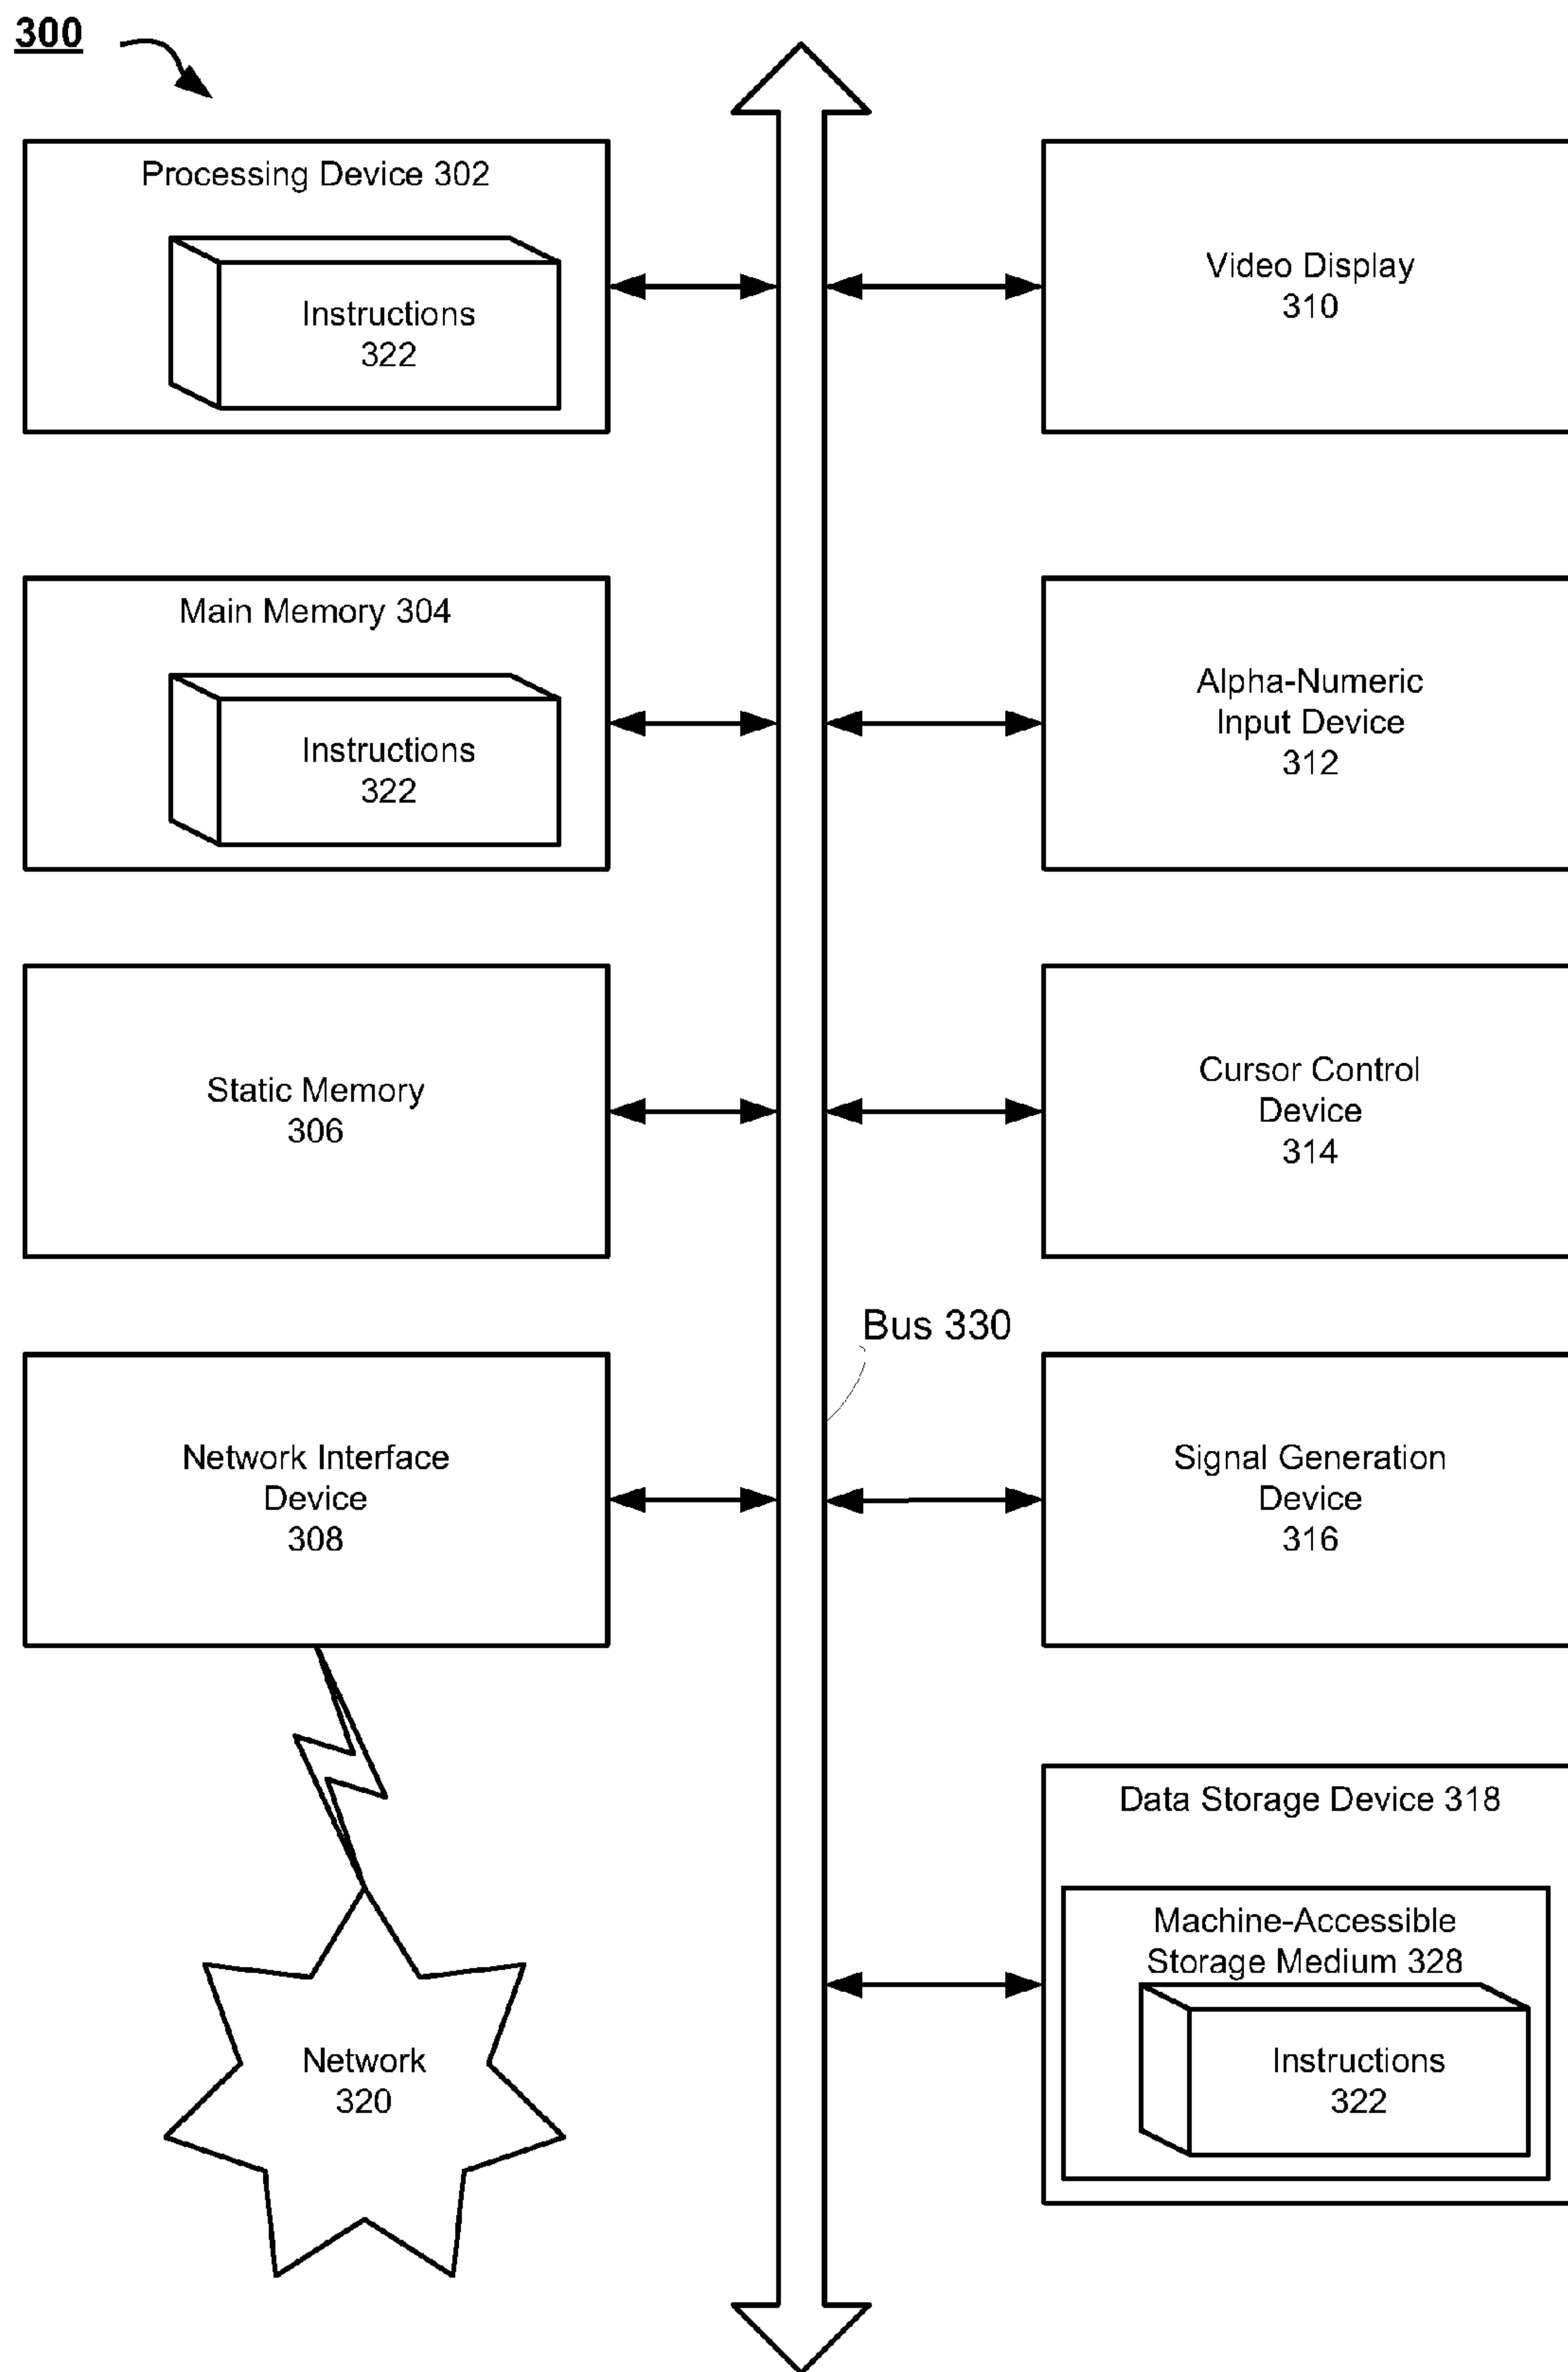 300
Processing Device 302
Instructions
322
Video Display
310
Main Memory 304
Instructions
322
Alpha-Numeric
Input Device
312
Static Memory
306
Cursor Control
Device
314
Bus 330
Network Interface
Device
308
Signal Generation
Device
316
Data Storage Device 318
Machine-Accessible
Storage Medium 328
Instructions
322
Network
320